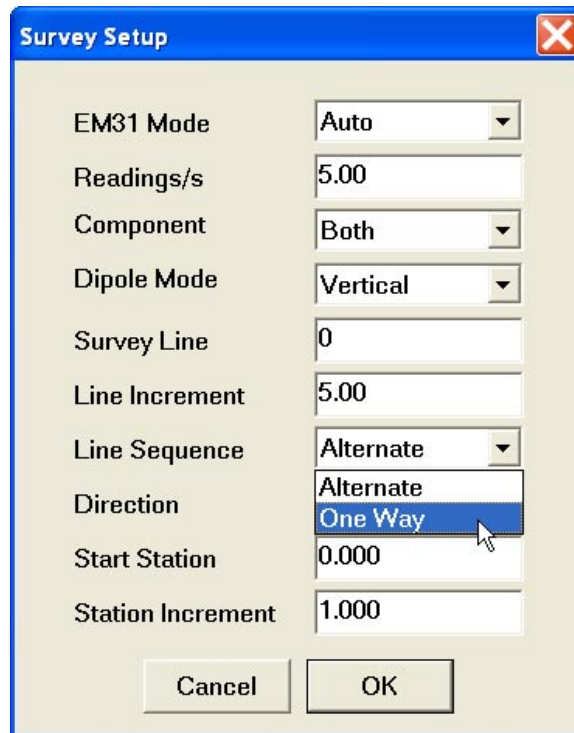 Survey Setup
EM31 Mode Auto
Readings/s 5.00
Component Both
Dipole Mode Vertical
Survey Line 0
Line Increment 5.00
Line Sequence Alternate
Alternate
Direction One Way
Start Station 0.000
Station Increment 1.000
Cancel OK